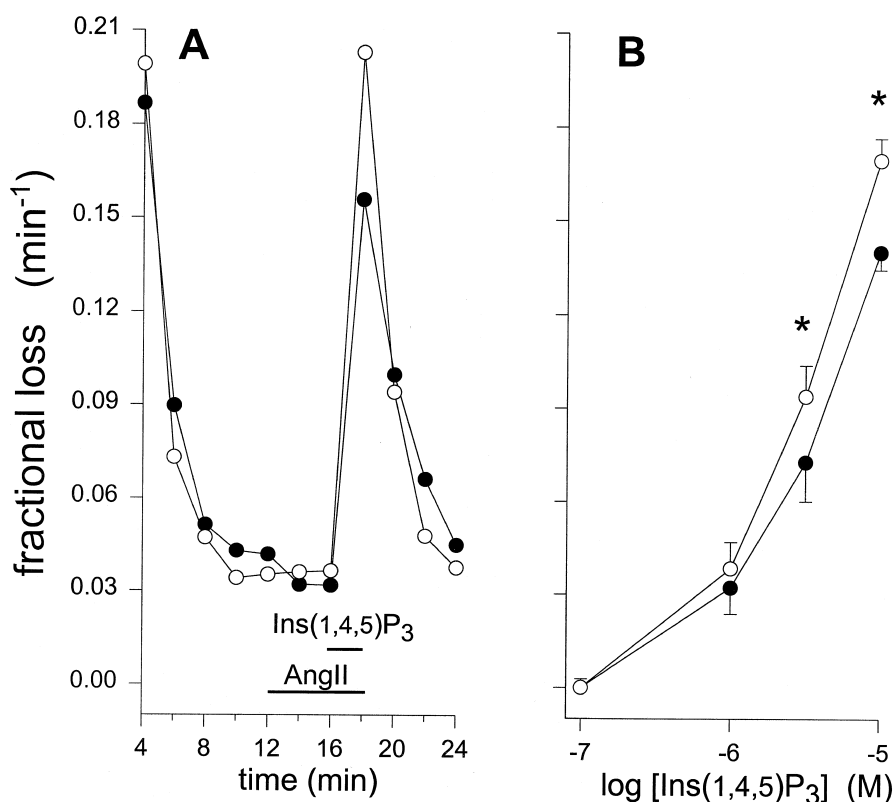 A
B
0.21
0.18
0.15
0.12
0.09
0.06
0.03
0.00
fractional loss (min-1)
*
*
Ins(1,4,5)P3
AngII
4 8 12 16 20 24
time (min)
-7 -6 -5
log [Ins(1,4,5)P3] (M)